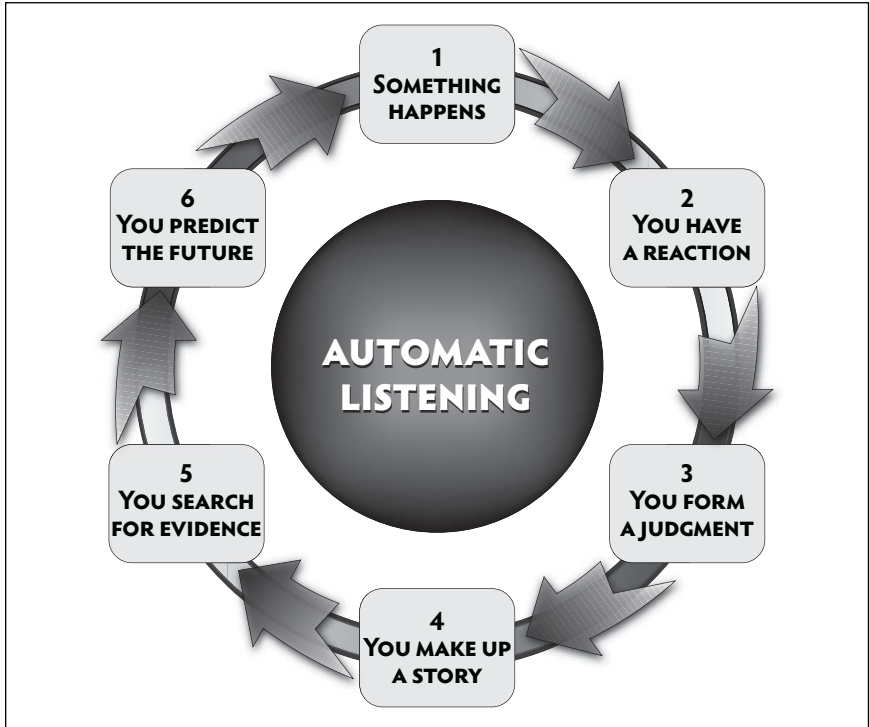 1
SOMETHING
HAPPENS
2
YOU HAVE
A REACTION
3
YOU FORM
A JUDGMENT
4
YOU MAKE UP
A STORY
5
YOU SEARCH
FOR EVIDENCE
6
YOU PREDICT
THE FUTURE
AUTOMATIC
LISTENING